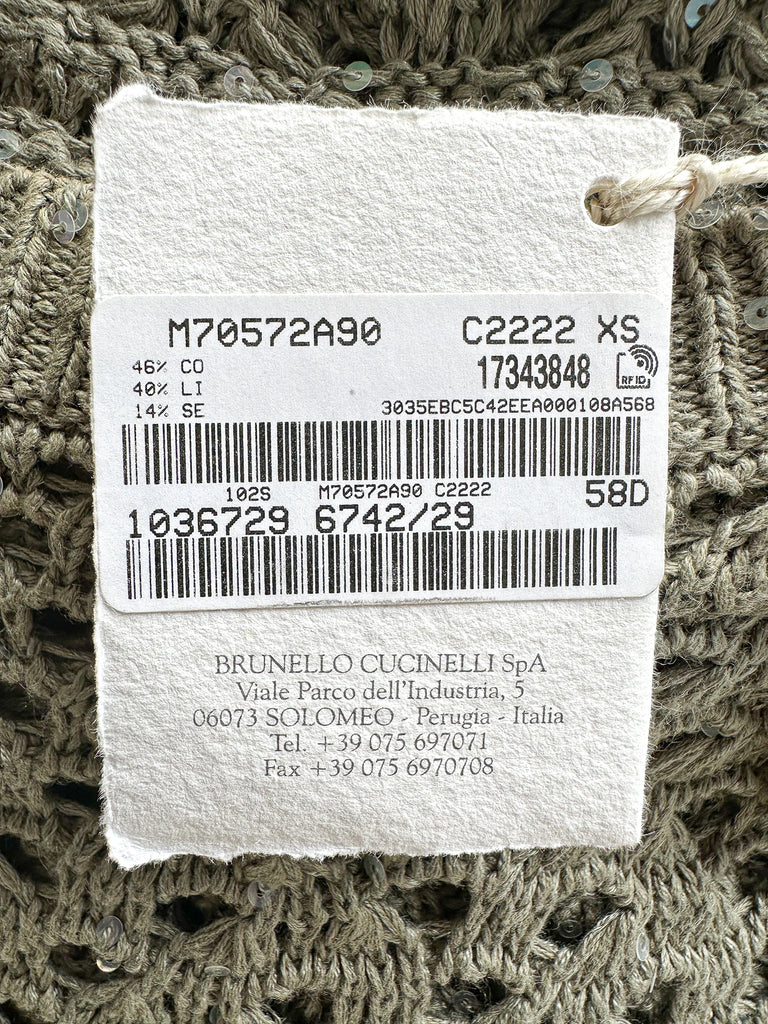 M70572A90 C2222 XS
46% CO
17343848 RFID
40% LI
14% SE 3035EBC5C42EEA000108A568
102S M70572A90 C2222 58D
1036729 6742/29
BRUNELLO CUCINELLI SpA
Viale Parco dell'Industria, 5
06073 SOLOMEO - Perugia - Italia
Tel. +39 075 697071
Fax +39 075 6970708